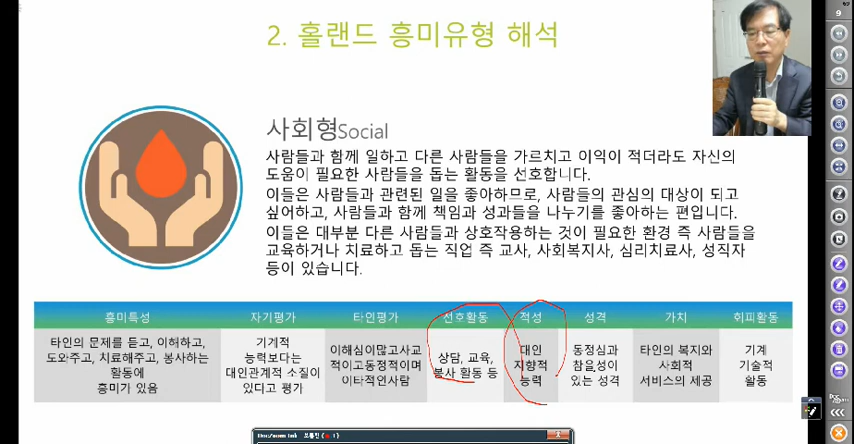 9
2. 홀랜드 흥미유형 해석
사회형Social
사람들과 함께 일하고 다른 사람들을 가르치고 이익이 적더라도 자신의
도움이 필요한 사람들을 돕는 활동을 선호합니다.
이들은 사람들과 관련된 일을 좋아하므로, 사람들의 관심의 대상이 되고
싶어하고, 사람들과 함께 책임과 성과들을 나누기를 좋아하는 편입니다.
이들은 대부분 다른 사람들과 상호작용하는 것이 필요한 환경 즉 사람들을
교육하거나 치료하고 돕는 직업 즉 교사, 사회복지사, 심리치료사, 성직자
등이 있습니다.
흥미특성 자기평가 타인평가 선호활동 적성 성격 가치 회피활동
타인의 문제를 듣고, 이해하고,
도와주고, 치료해주고, 봉사하는
활동에
흥미가 있음
기계적
능력보다는
대인관계적 소질이
있다고 평가
이해심이많고사교
적이고동정적이며
이타적인사람
상담, 교육,
봉사 활동 등
대인
지향적
능력
동정심과
참을성이
있는 성격
타인의 복지와
사회적
서비스의 제공
기계
기술적
활동